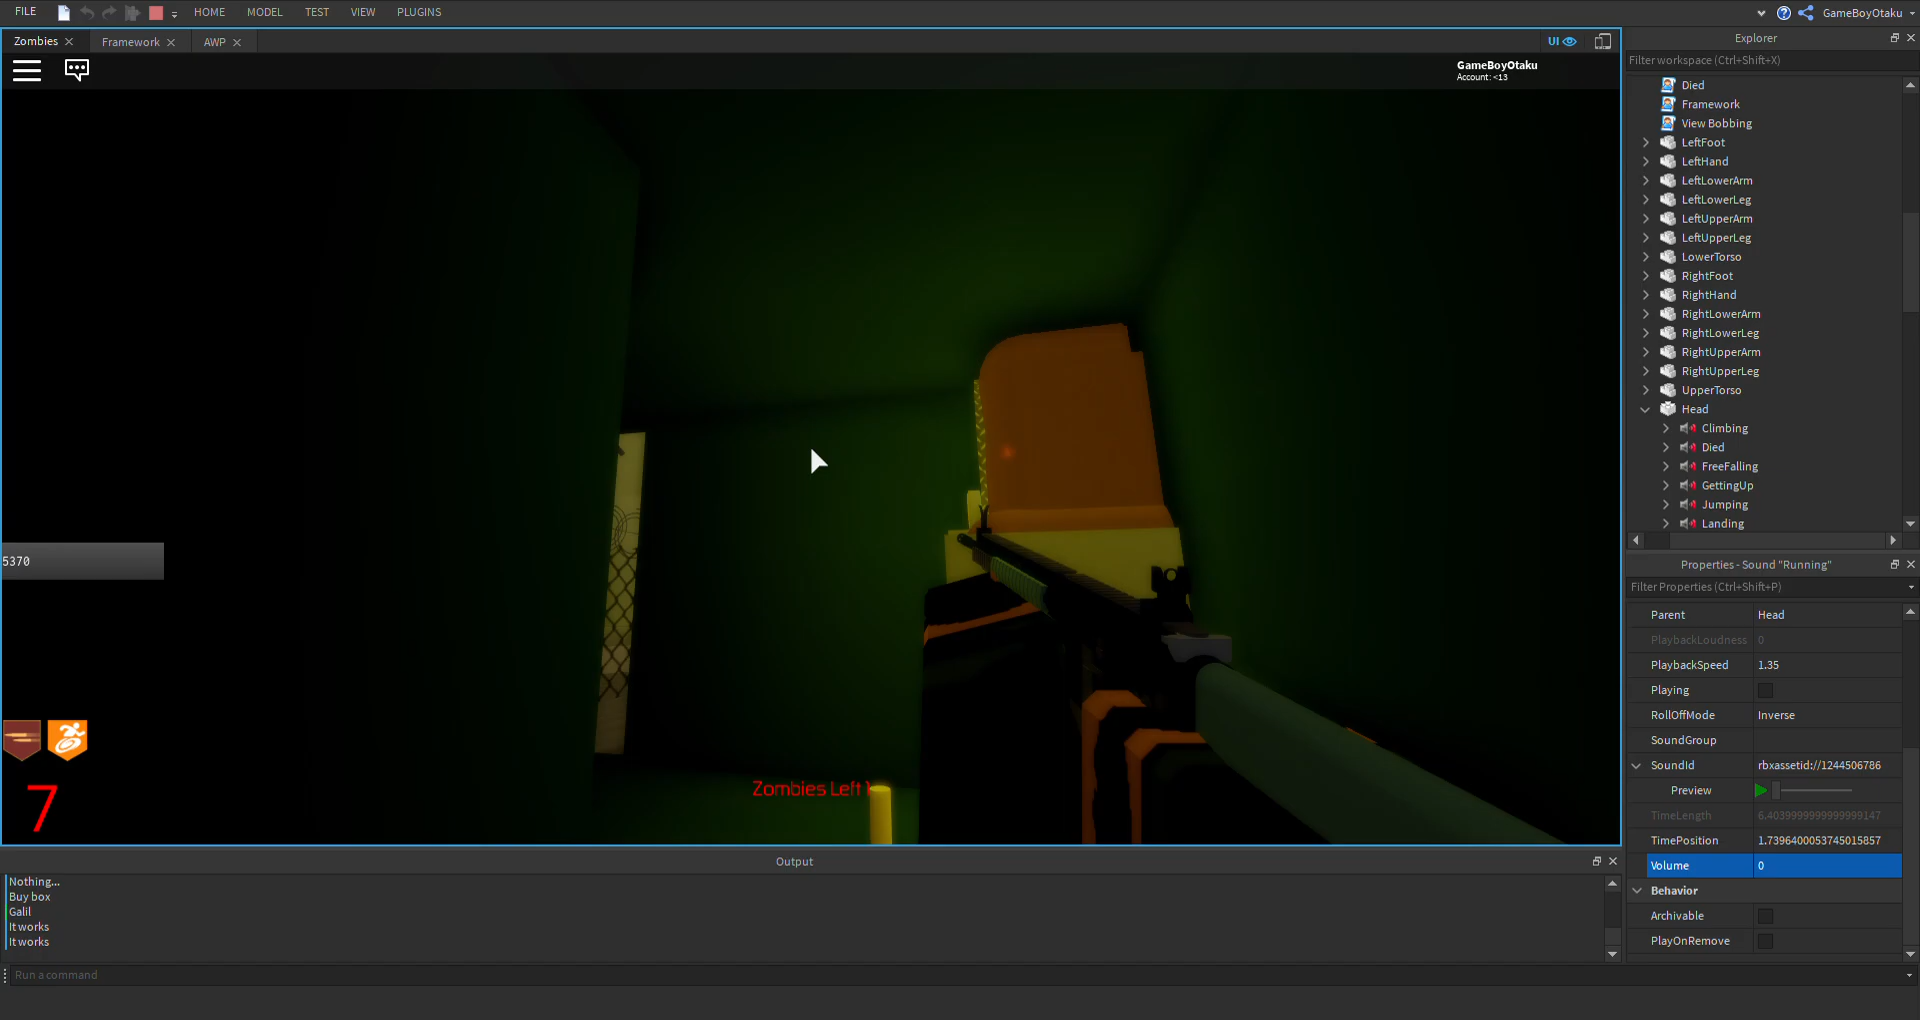 FILE HOME MODEL TEST VIEW PLUGINS GameBoyOtaku
Zombies Framework AWP UI
GameBoyOtaku
Account: <13
5370
7
Zombies Left 1
Explorer
Filter workspace (Ctrl+Shift+X)
Died
Framework
View Bobbing
LeftFoot
LeftHand
LeftLowerArm
LeftLowerLeg
LeftUpperArm
LeftUpperLeg
LowerTorso
RightFoot
RightHand
RightLowerArm
RightLowerLeg
RightUpperArm
RightUpperLeg
UpperTorso
Head
Climbing
Died
FreeFalling
GettingUp
Jumping
Landing
Properties - Sound "Running"
Filter Properties (Ctrl+Shift+P)
Parent Head
PlaybackLoudness 0
PlaybackSpeed 1.35
Playing
RollOffMode Inverse
SoundGroup
SoundId rbxassetid://1244506786
Preview
TimeLength 6.4039999999999999147
TimePosition 1.7396400053745015857
Volume 0
Behavior
Archivable
PlayOnRemove
Output
Nothing...
Buy box
Galil
It works
It works
Run a command